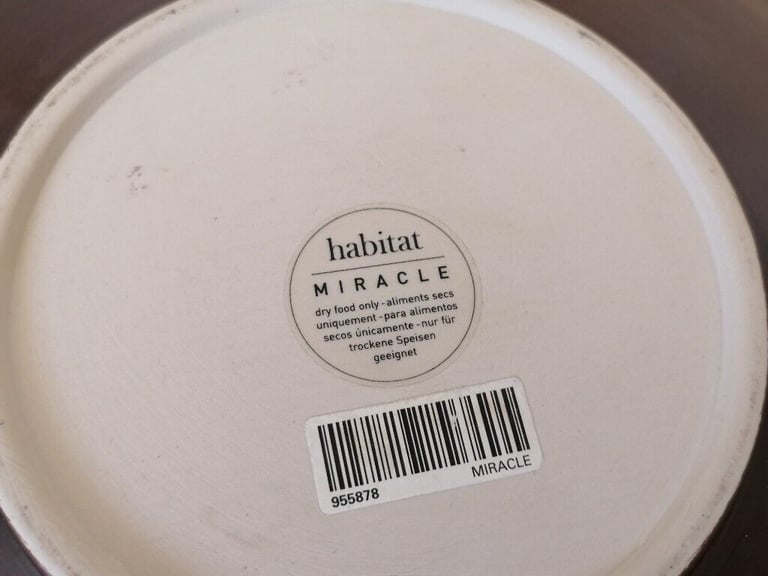 habitat
MIRACLE
dry food only - aliments secs
uniquement - para alimentos
secos únicamente - nur für
trockene Speisen
geeignet
955878
MIRACLE